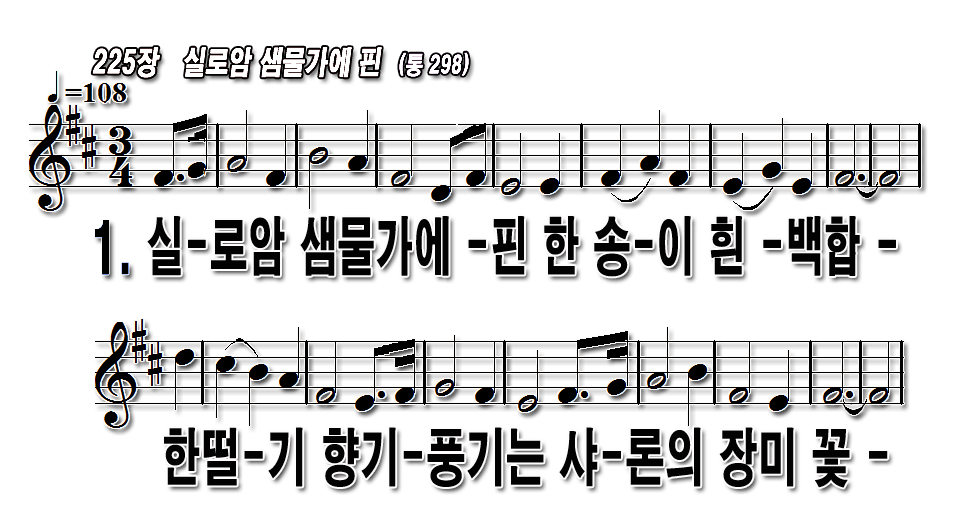 225장 실로암 샘물가에 핀 (통 298)
♩=108
3
4
1. 실-로암 샘물가에 -핀 한 송-이 흰 -백합 -
한떨-기 향기-풍기는 샤-론의 장미 꽃 -